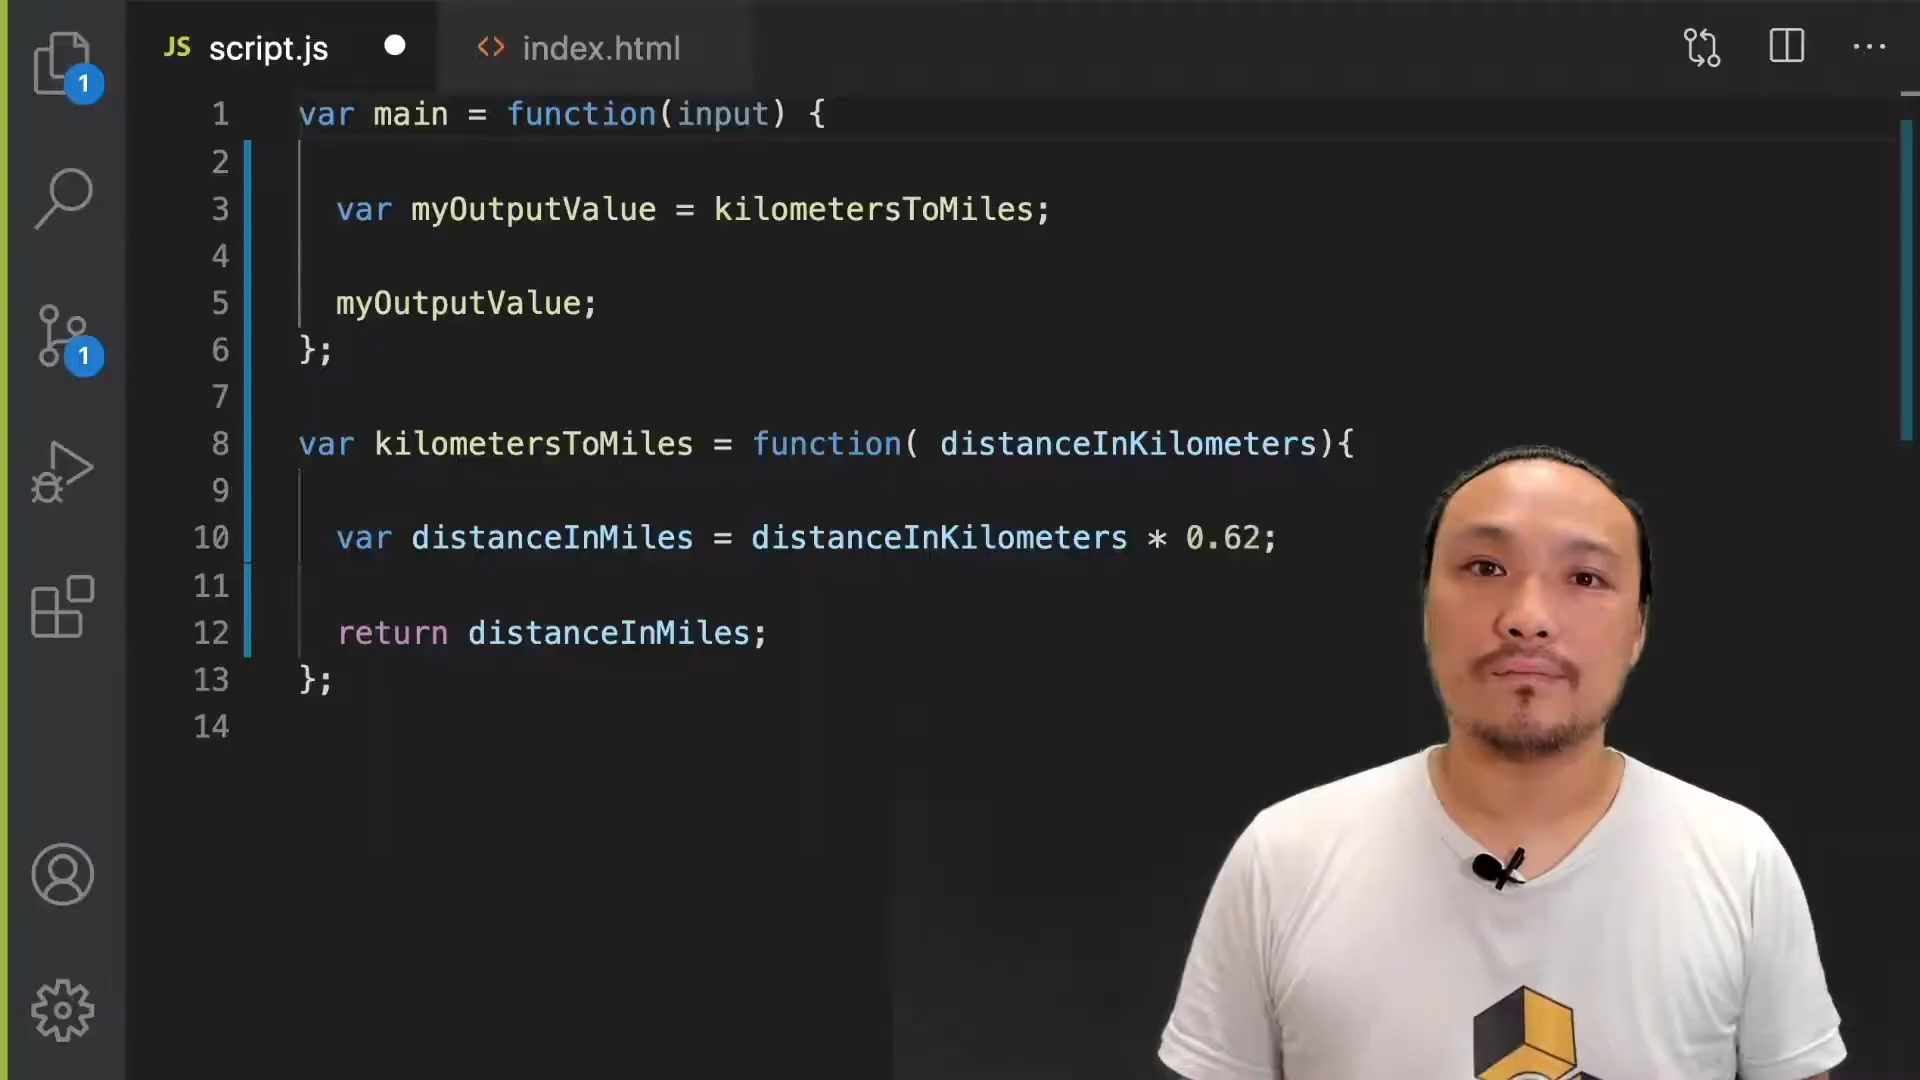 JS script.js
<> index.html
1
1
1 var main = function(input) {
2
3 var myOutputValue = kilometersToMiles;
4
5 myOutputValue;
6 };
7
8 var kilometersToMiles = function( distanceInKilometers){
9
10 var distanceInMiles = distanceInKilometers * 0.62;
11
12 return distanceInMiles;
13 };
14